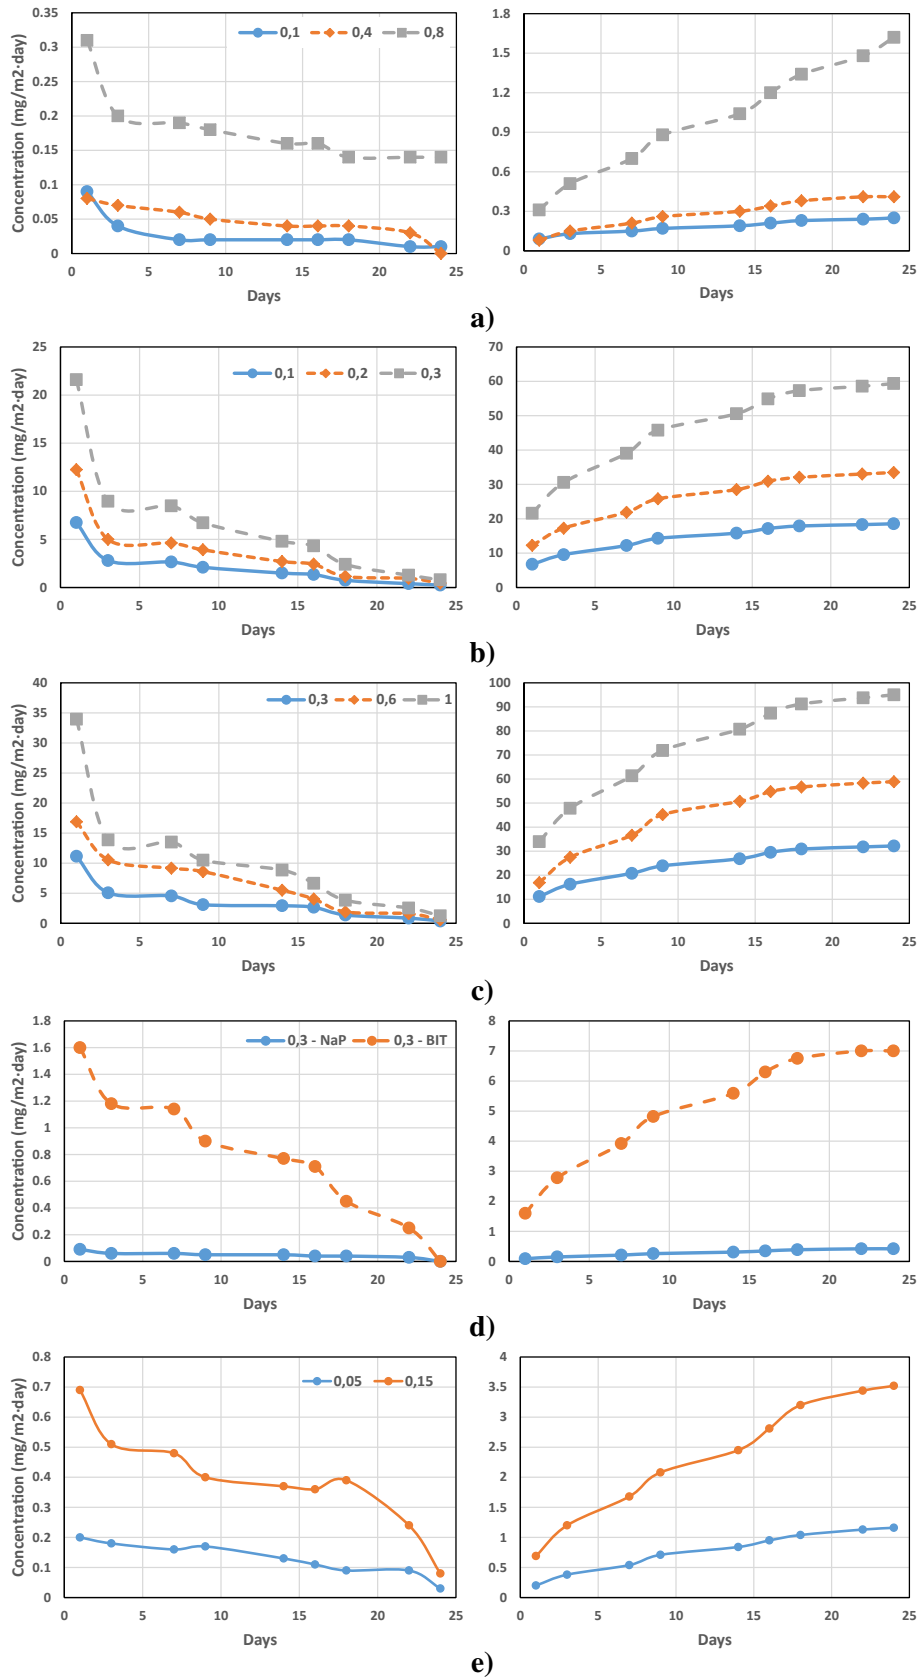 Concentration (mg/m2·day)
0,1 0,4 0,8
0.35
0.3
0.25
0.2
0.15
0.1
0.05
0
0 5 10 15 20 25
Days
1.8
1.5
1.2
0.9
0.6
0.3
0
0 5 10 15 20 25
Days
a)
Concentration (mg/m2·day)
0,1 0,2 0,3
25
20
15
10
5
0
0 5 10 15 20 25
Days
70
60
50
40
30
20
10
0
0 5 10 15 20 25
Days
b)
Concentration (mg/m2·day)
0,3 0,6 1
40
35
30
25
20
15
10
5
0
0 5 10 15 20 25
Days
100
90
80
70
60
50
40
30
20
10
0
0 5 10 15 20 25
Days
c)
Concentration (mg/m2·day)
0,3 - NaP 0,3 - BIT
1.8
1.6
1.4
1.2
1
0.8
0.6
0.4
0.2
0
0 5 10 15 20 25
Days
8
7
6
5
4
3
2
1
0
0 5 10 15 20 25
Days
d)
Concentration (mg/m2·day)
0,05 0,15
0.8
0.7
0.6
0.5
0.4
0.3
0.2
0.1
0
0 5 10 15 20 25
Days
4
3.5
3
2.5
2
1.5
1
0.5
0
0 5 10 15 20 25
Days
e)